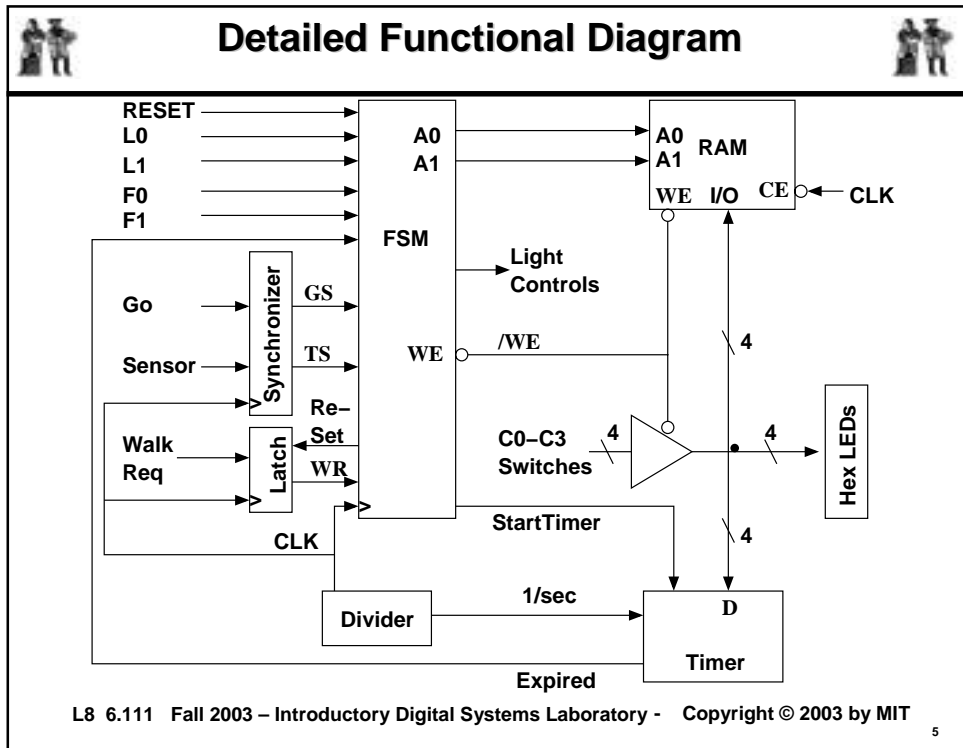 Detailed Functional Diagram
RESET
L0
L1
F0
F1
A0
A1
A0
A1
RAM
WE
I/O
CE
CLK
FSM
Light
Controls
Go
GS
Synchronizer
Sensor
TS
>
WE
/WE
4
Re–
Set
Walk
Req
Latch
WR
>
>
C0–C3
Switches
4
4
Hex LEDs
StartTimer
4
CLK
Divider
1/sec
D
Timer
Expired
L8 6.111 Fall 2003 – Introductory Digital Systems Laboratory - Copyright © 2003 by MIT
5